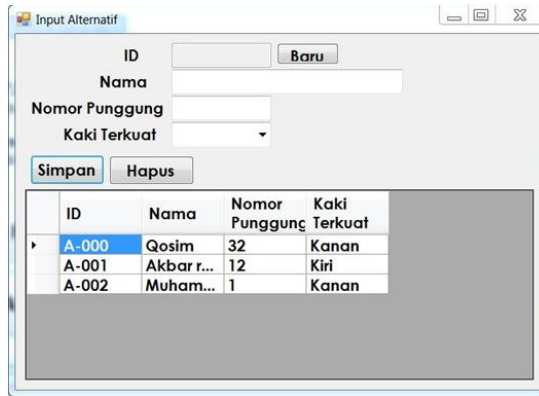 Input Alternatif
ID Baru
Nama
Nomor Punggung
Kaki Terkuat
Simpan Hapus
ID Nama Nomor Punggung Kaki Terkuat
A-000 Qosim 32 Kanan
A-001 Akbar r... 12 Kiri
A-002 Muham... 1 Kanan